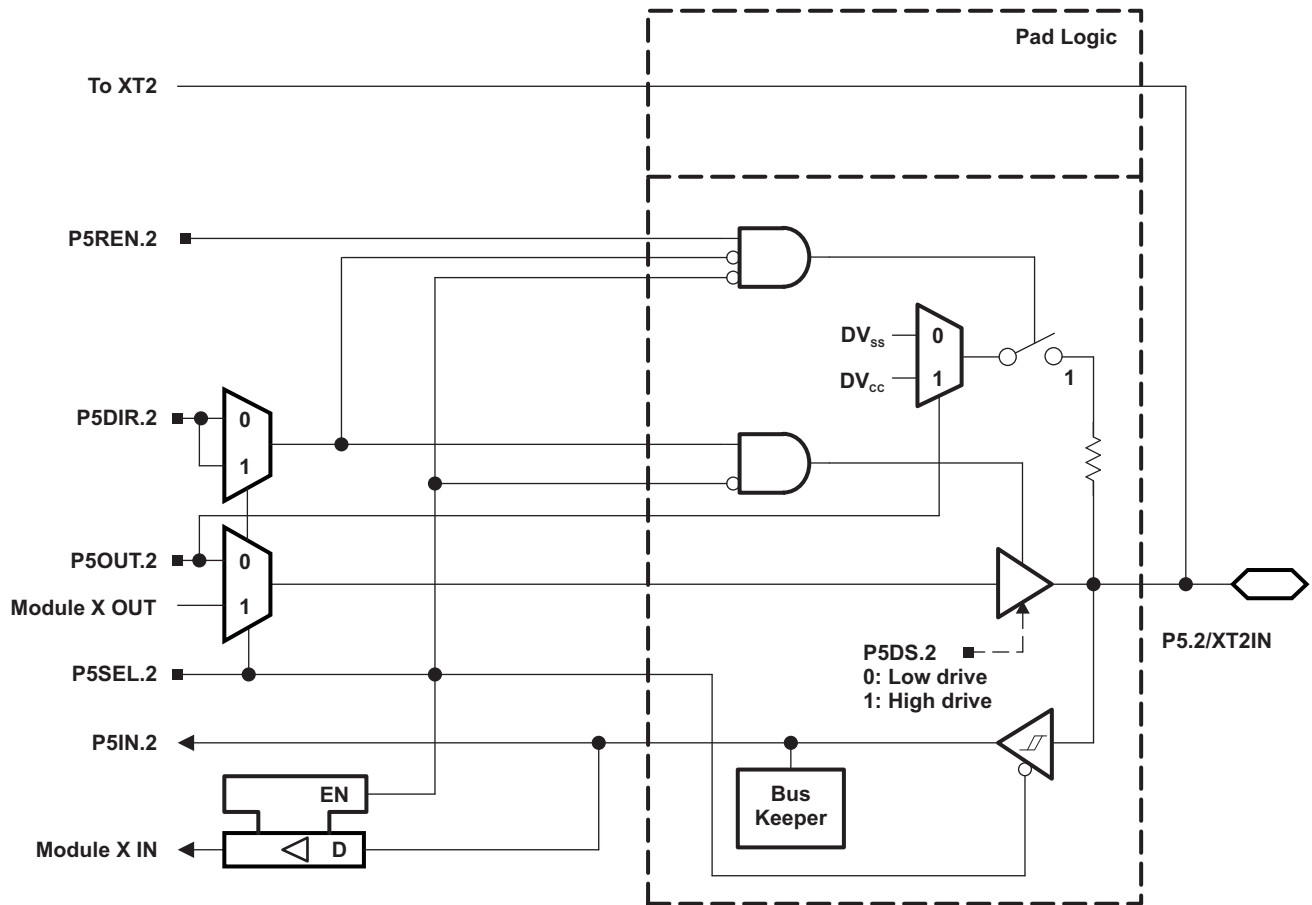 Pad Logic
To XT2
P5REN.2
DVSS
0
DVCC
1
1
P5DIR.2
0
1
P5OUT.2
0
Module X OUT
1
P5DS.2
0: Low drive
1: High drive
P5.2/XT2IN
P5SEL.2
P5IN.2
Bus
Keeper
EN
Module X IN
D